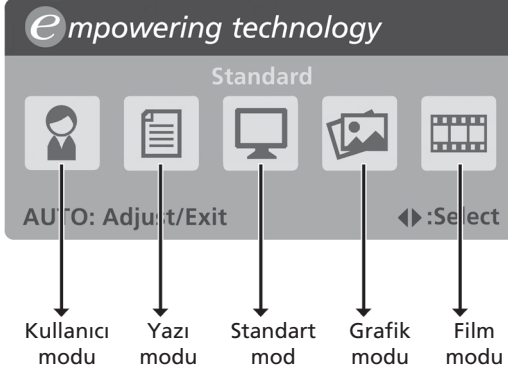 empowering technology
Standard
AUTO: Adjust/Exit :Select
Kullanıcı modu
Yazı modu
Standart mod
Grafik modu
Film modu